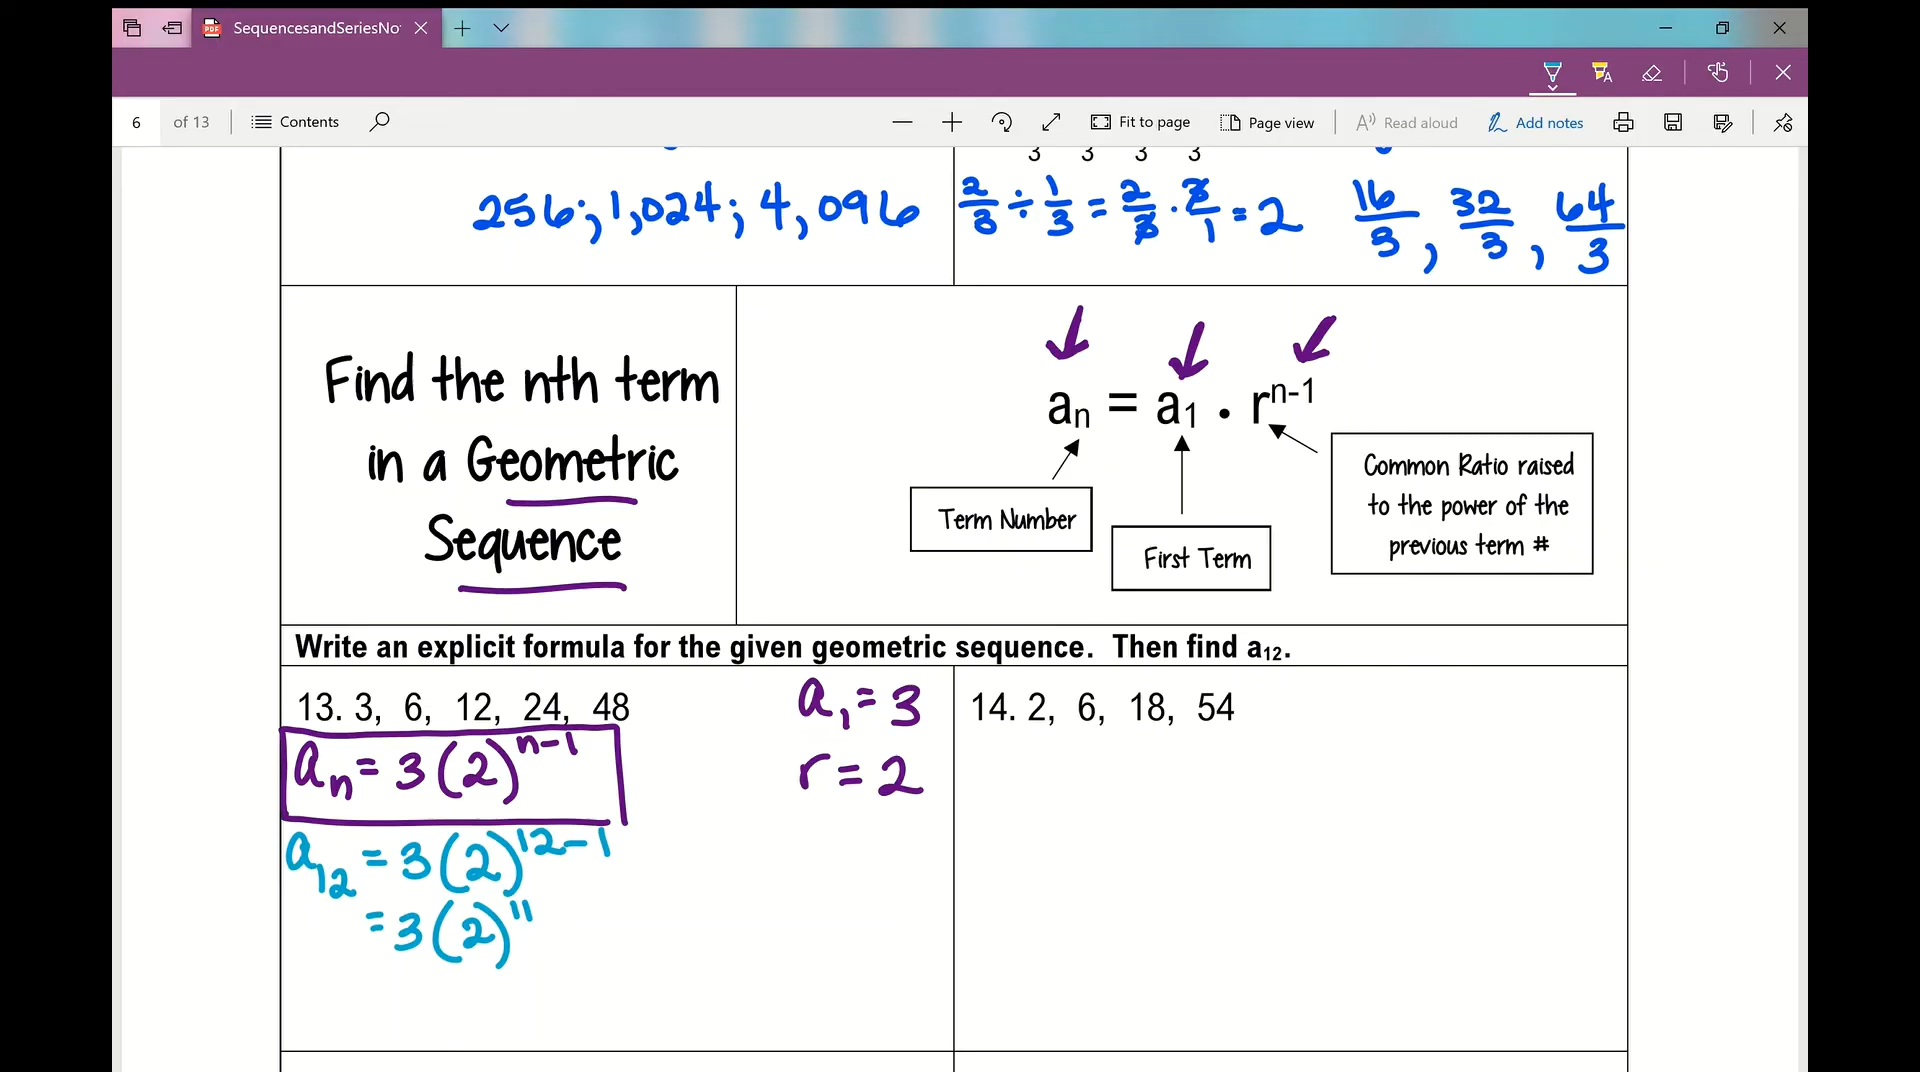 SequencesandSeriesNo
6 of 13 Contents Fit to page Page view Read aloud Add notes
3 3 3 3
256; 1,024; 4,096
2/3 ÷ 1/3 = 2/3 · 3/1 = 2 16/3, 32/3, 64/3
Find the nth term
in a Geometric
Sequence
aₙ = a₁ · rⁿ⁻¹
Term Number
First Term
Common Ratio raised
to the power of the
previous term #
Write an explicit formula for the given geometric sequence. Then find a₁₂.
13. 3, 6, 12, 24, 48
a₁ = 3
r = 2
aₙ = 3(2)ⁿ⁻¹
a₁₂ = 3(2)¹²⁻¹
= 3(2)¹¹
14. 2, 6, 18, 54